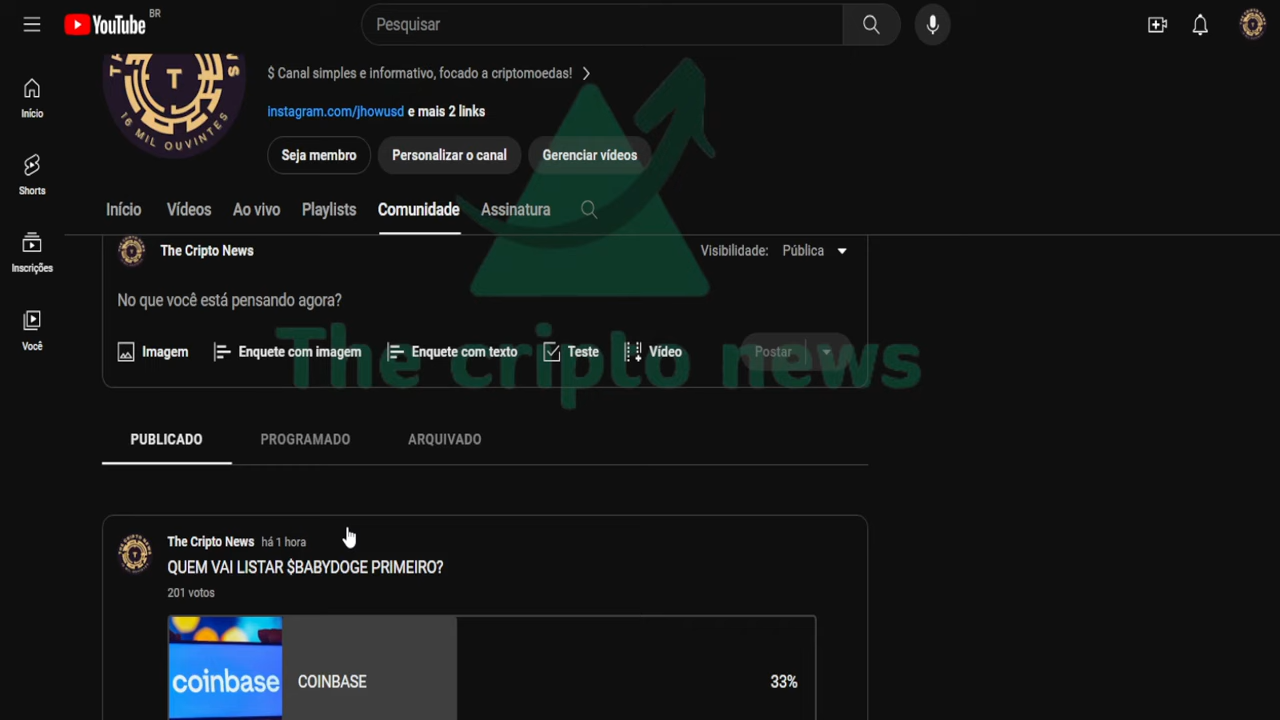 YouTube BR
Pesquisar
16 MIL OUVINTES
$ Canal simples e informativo, focado a criptomoedas!
instagram.com/jhowusd e mais 2 links
Seja membro
Personalizar o canal
Gerenciar vídeos
Início
Shorts
Inscrições
Você
Início
Vídeos
Ao vivo
Playlists
Comunidade
Assinatura
The Cripto News
Visibilidade: Pública
No que você está pensando agora?
Imagem
Enquete com imagem
Enquete com texto
Teste
Vídeo
Postar
The cripto news
PUBLICADO
PROGRAMADO
ARQUIVADO
The Cripto News há 1 hora
QUEM VAI LISTAR $BABYDOGE PRIMEIRO?
201 votos
coinbase
COINBASE
33%